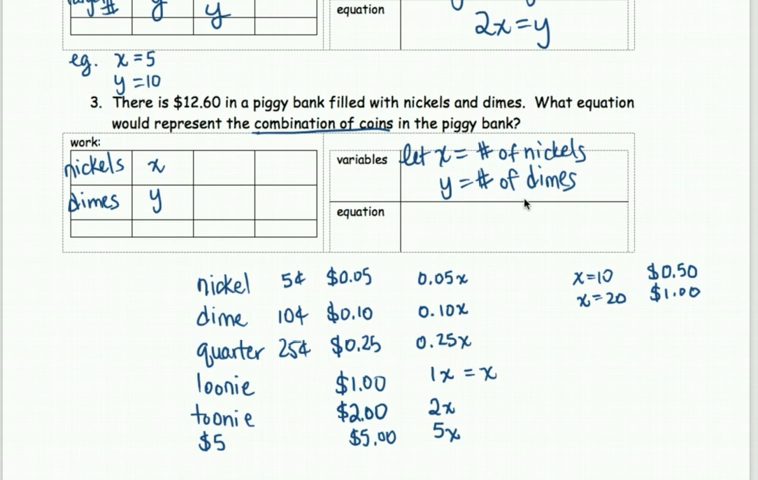 y y
equation
2x=y
eg. x=5
y=10
3. There is $12.60 in a piggy bank filled with nickels and dimes. What equation
would represent the combination of coins in the piggy bank?
work:
nickels x
dimes y
variables let x = # of nickels
y = # of dimes
equation
nickel 5¢ $0.05 0.05x
dime 10¢ $0.10 0.10x
quarter 25¢ $0.25 0.25x
loonie $1.00 1x = x
toonie $2.00 2x
$5 $5.00 5x
x=10 $0.50
x=20 $1.00